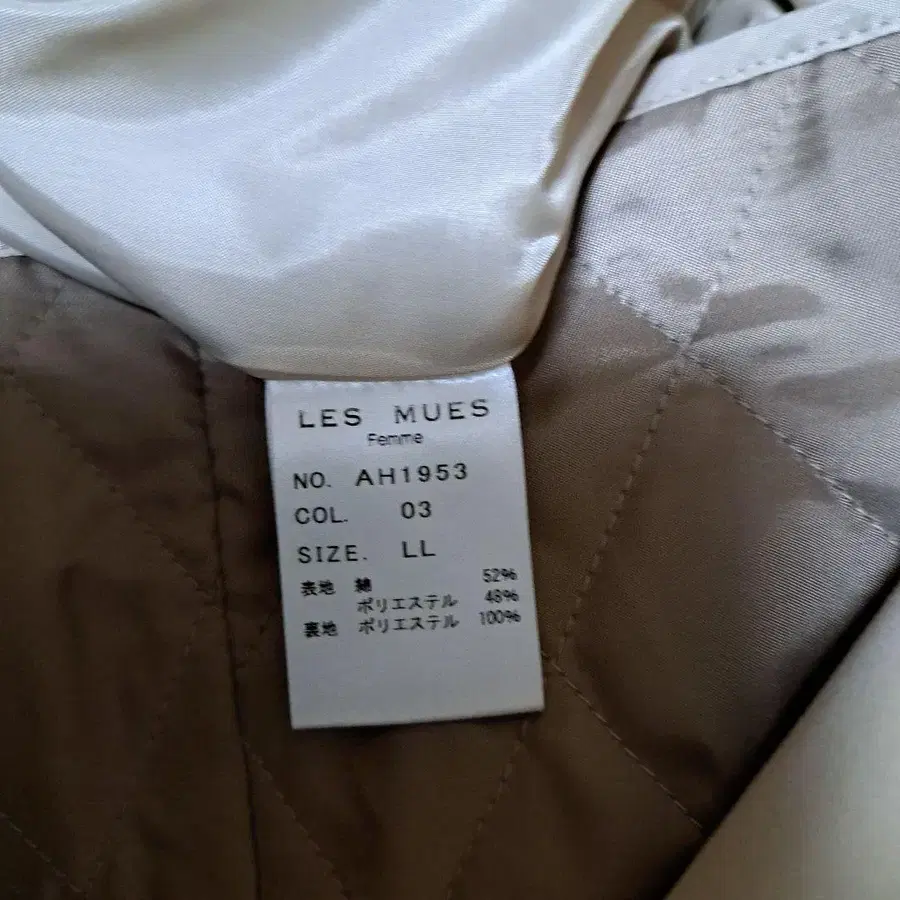 LES MUES
Femme
NO. AH1953
COL. 03
SIZE. LL
表地 綿 52%
ポリエステル 48%
裏地 ポリエステル 100%